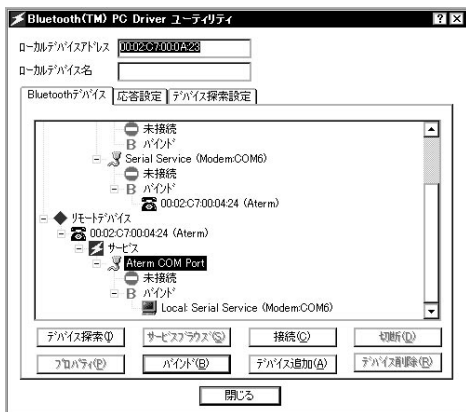 Bluetooth(TM) PC Driver ユーティリティ
ローカルデバイスアドレス 00:02:C7:00:0A:23
ローカルデバイス名
Bluetoothデバイス 応答設定 デバイス探索設定
未接続
B バインド
Serial Service (Modem:COM6)
未接続
B バインド
00:02:C7:00:04:24 (Aterm)
リモートデバイス
00:02:C7:00:04:24 (Aterm)
サービス
Aterm COM Port
未接続
B バインド
Local: Serial Service (Modem:COM6)
デバイス探索(I) サービスブラウズ(S) 接続(C) 切断(D)
プロパティ(P) バインド(B) デバイス追加(A) デバイス削除(R)
閉じる